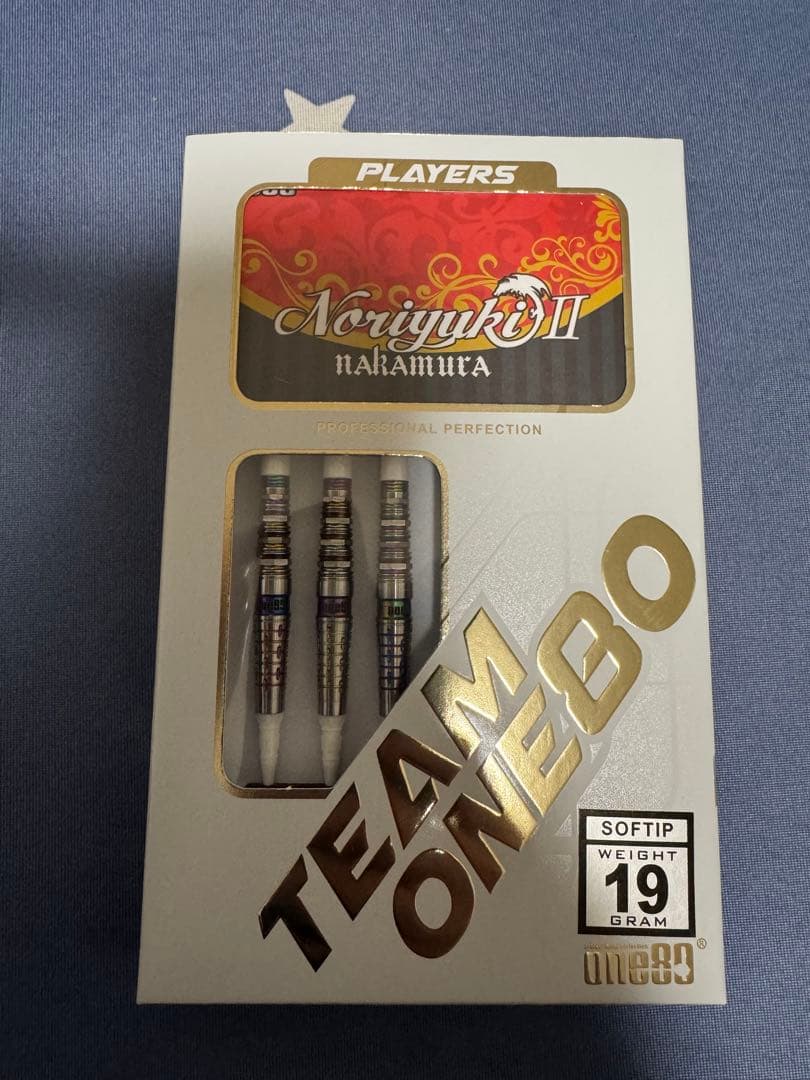 PLAYERS
Noriyuki II
nakamura
PROFESSIONAL PERFECTION
TEAM
ONE80
SOFTIP
WEIGHT
19
GRAM
one80®